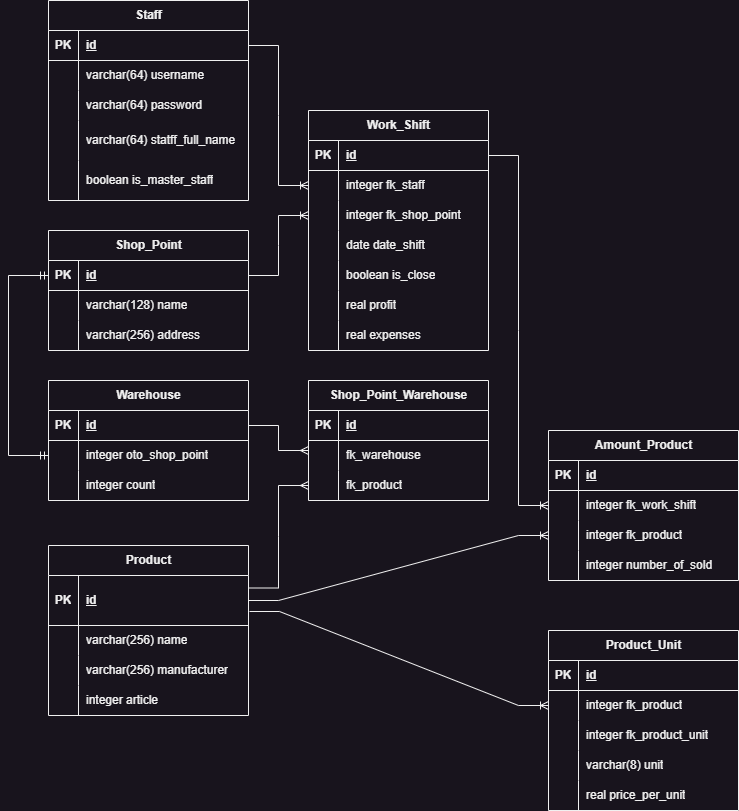 Staff
PK id
varchar(64) username
varchar(64) password
varchar(64) statff_full_name
boolean is_master_staff
Work_Shift
PK id
integer fk_staff
integer fk_shop_point
date date_shift
boolean is_close
real profit
real expenses
Shop_Point
PK id
varchar(128) name
varchar(256) address
Warehouse
PK id
integer oto_shop_point
integer count
Shop_Point_Warehouse
PK id
fk_warehouse
fk_product
Amount_Product
PK id
integer fk_work_shift
integer fk_product
integer number_of_sold
Product
PK id
varchar(256) name
varchar(256) manufacturer
integer article
Product_Unit
PK id
integer fk_product
integer fk_product_unit
varchar(8) unit
real price_per_unit